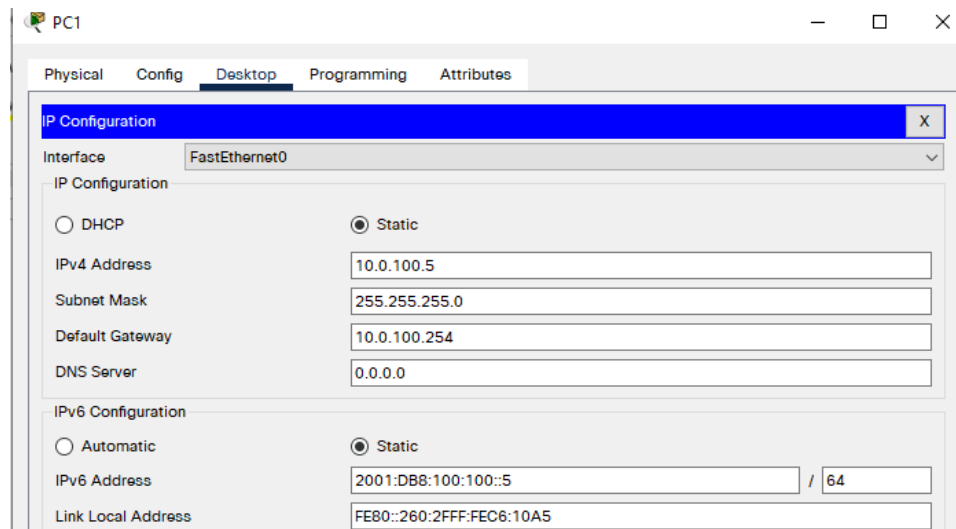 PC1
Physical Config Desktop Programming Attributes
IP Configuration X
Interface FastEthernet0
IP Configuration
DHCP Static
IPv4 Address 10.0.100.5
Subnet Mask 255.255.255.0
Default Gateway 10.0.100.254
DNS Server 0.0.0.0
IPv6 Configuration
Automatic Static
IPv6 Address 2001:DB8:100:100::5 / 64
Link Local Address FE80::260:2FFF:FEC6:10A5